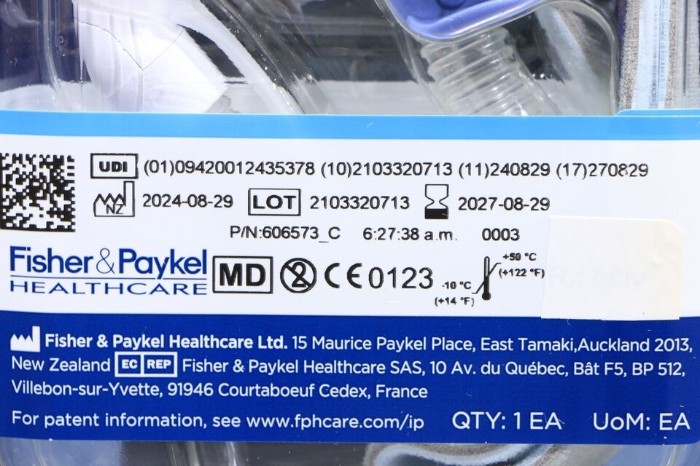 UDI (01)09420012435378 (10)2103320713 (11)240829 (17)270829
NZ 2024-08-29 LOT 2103320713 2027-08-29
P/N:606573_C 6:27:38 a.m. 0003
Fisher & Paykel
HEALTHCARE
MD 2 CE 0123 -10 °C (+14 °F) +50 °C (+122 °F)
Fisher & Paykel Healthcare Ltd. 15 Maurice Paykel Place, East Tamaki,Auckland 2013,
New Zealand EC REP Fisher & Paykel Healthcare SAS, 10 Av. du Québec, Bât F5, BP 512,
Villebon-sur-Yvette, 91946 Courtaboeuf Cedex, France
For patent information, see www.fphcare.com/ip QTY: 1 EA UoM: EA